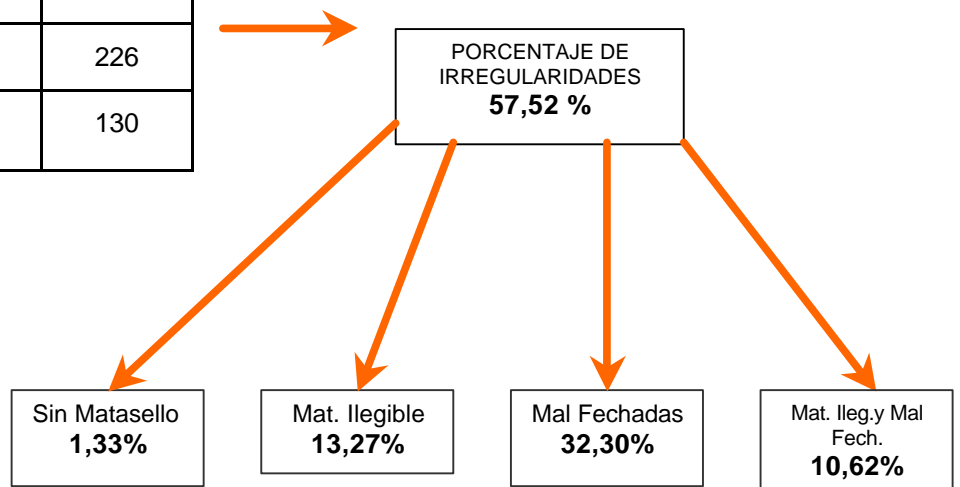 226
130
PORCENTAJE DE
IRREGULARIDADES
57,52 %
Sin Matasello
1,33%
Mat. Ilegible
13,27%
Mal Fechadas
32,30%
Mat. Ileg.y Mal
Fech.
10,62%